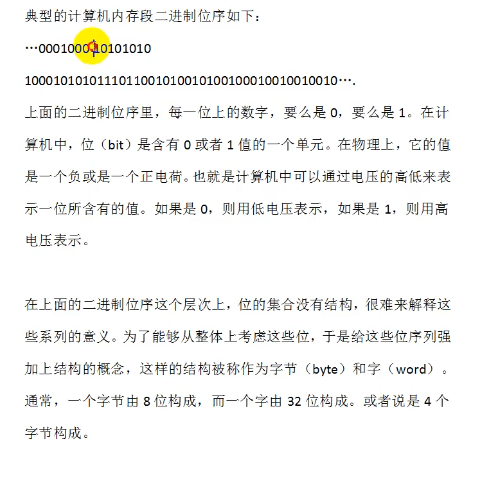 典型的计算机内存段二进制位序如下：
…000100010101010
1000101010111011001010010100100010010010010….
上面的二进制位序里，每一位上的数字，要么是 0，要么是 1。在计
算机中，位（bit）是含有 0 或者 1 值的一个单元。在物理上，它的值
是一个负或是一个正电荷。也就是计算机中可以通过电压的高低来表
示一位所含有的值。如果是 0，则用低电压表示，如果是 1，则用高
电压表示。
在上面的二进制位序这个层次上，位的集合没有结构，很难来解释这
些系列的意义。为了能够从整体上考虑这些位，于是给这些位序列强
加上结构的概念，这样的结构被称作为字节（byte）和字（word）。
通常，一个字节由 8 位构成，而一个字由 32 位构成。或者说是 4 个
字节构成。